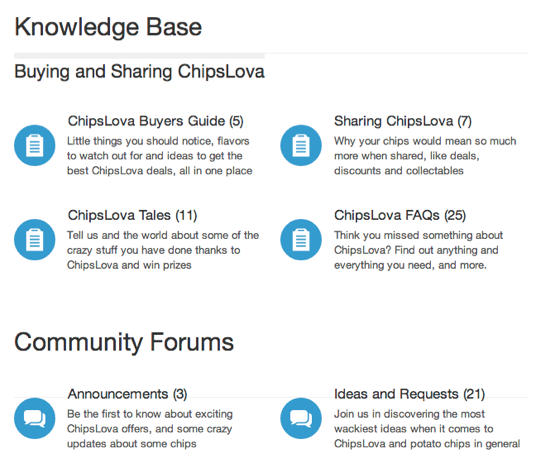 Knowledge Base
Buying and Sharing ChipsLova
ChipsLova Buyers Guide (5)
Little things you should notice, flavors
to watch out for and ideas to get the
best ChipsLova deals, all in one place
Sharing ChipsLova (7)
Why your chips would mean so much
more when shared, like deals,
discounts and collectables
ChipsLova Tales (11)
Tell us and the world about some of the
crazy stuff you have done thanks to
ChipsLova and win prizes
ChipsLova FAQs (25)
Think you missed something about
ChipsLova? Find out anything and
everything you need, and more.
Community Forums
Announcements (3)
Be the first to know about exciting
ChipsLova offers, and some crazy
updates about some chips
Ideas and Requests (21)
Join us in discovering the most
wackiest ideas when it comes to
ChipsLova and potato chips in general